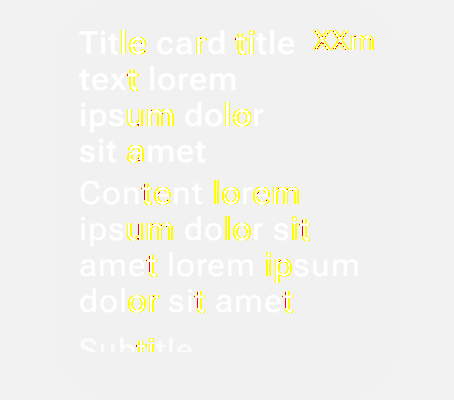 Title card title XXm
text lorem
ipsum dolor
sit amet
Content lorem
ipsum dolor sit
amet lorem ipsum
dolor sit amet
Subtitle